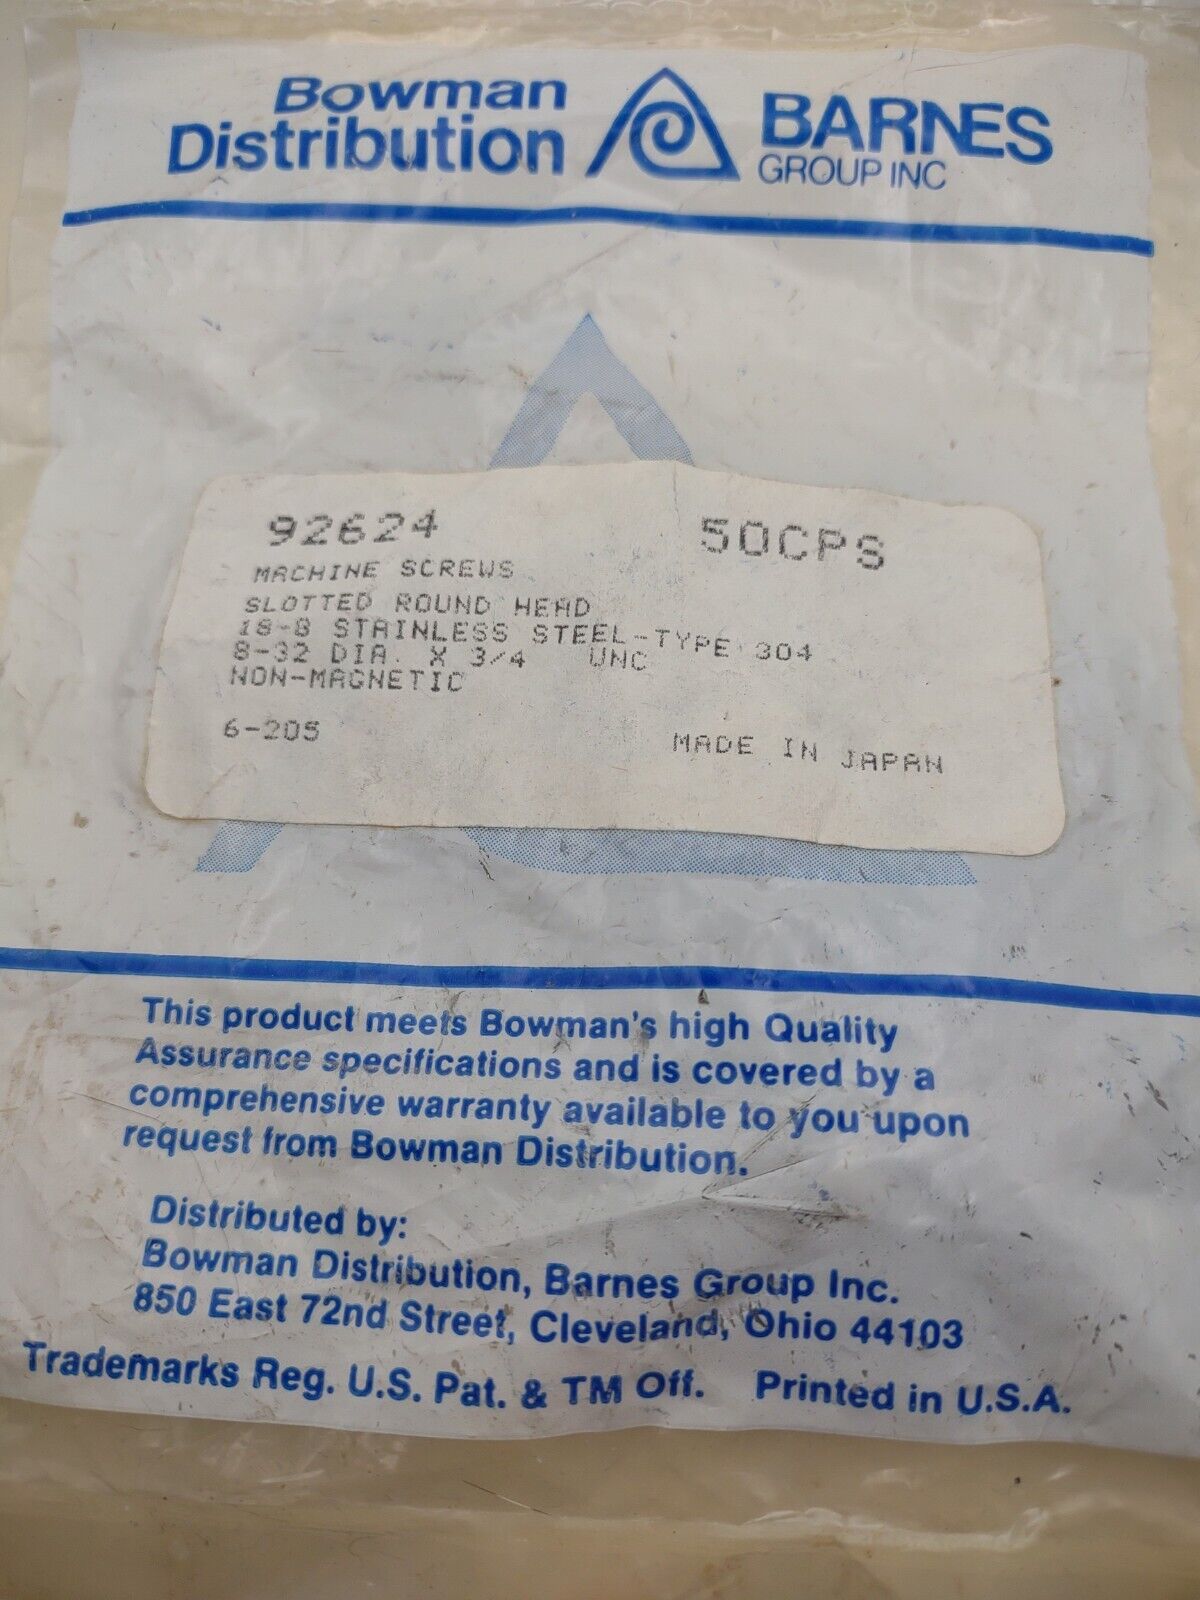 Bowman
Distribution
BARNES
GROUP INC
92624 50CPS
MACHINE SCREWS
SLOTTED ROUND HEAD
18-8 STAINLESS STEEL-TYPE 304
8-32 DIA. X 3/4 UNC
NON-MAGNETIC
6-205
MADE IN JAPAN
This product meets Bowman's high Quality
Assurance specifications and is covered by a
comprehensive warranty available to you upon
request from Bowman Distribution.
Distributed by:
Bowman Distribution, Barnes Group Inc.
850 East 72nd Street, Cleveland, Ohio 44103
Trademarks Reg. U.S. Pat. & TM Off. Printed in U.S.A.